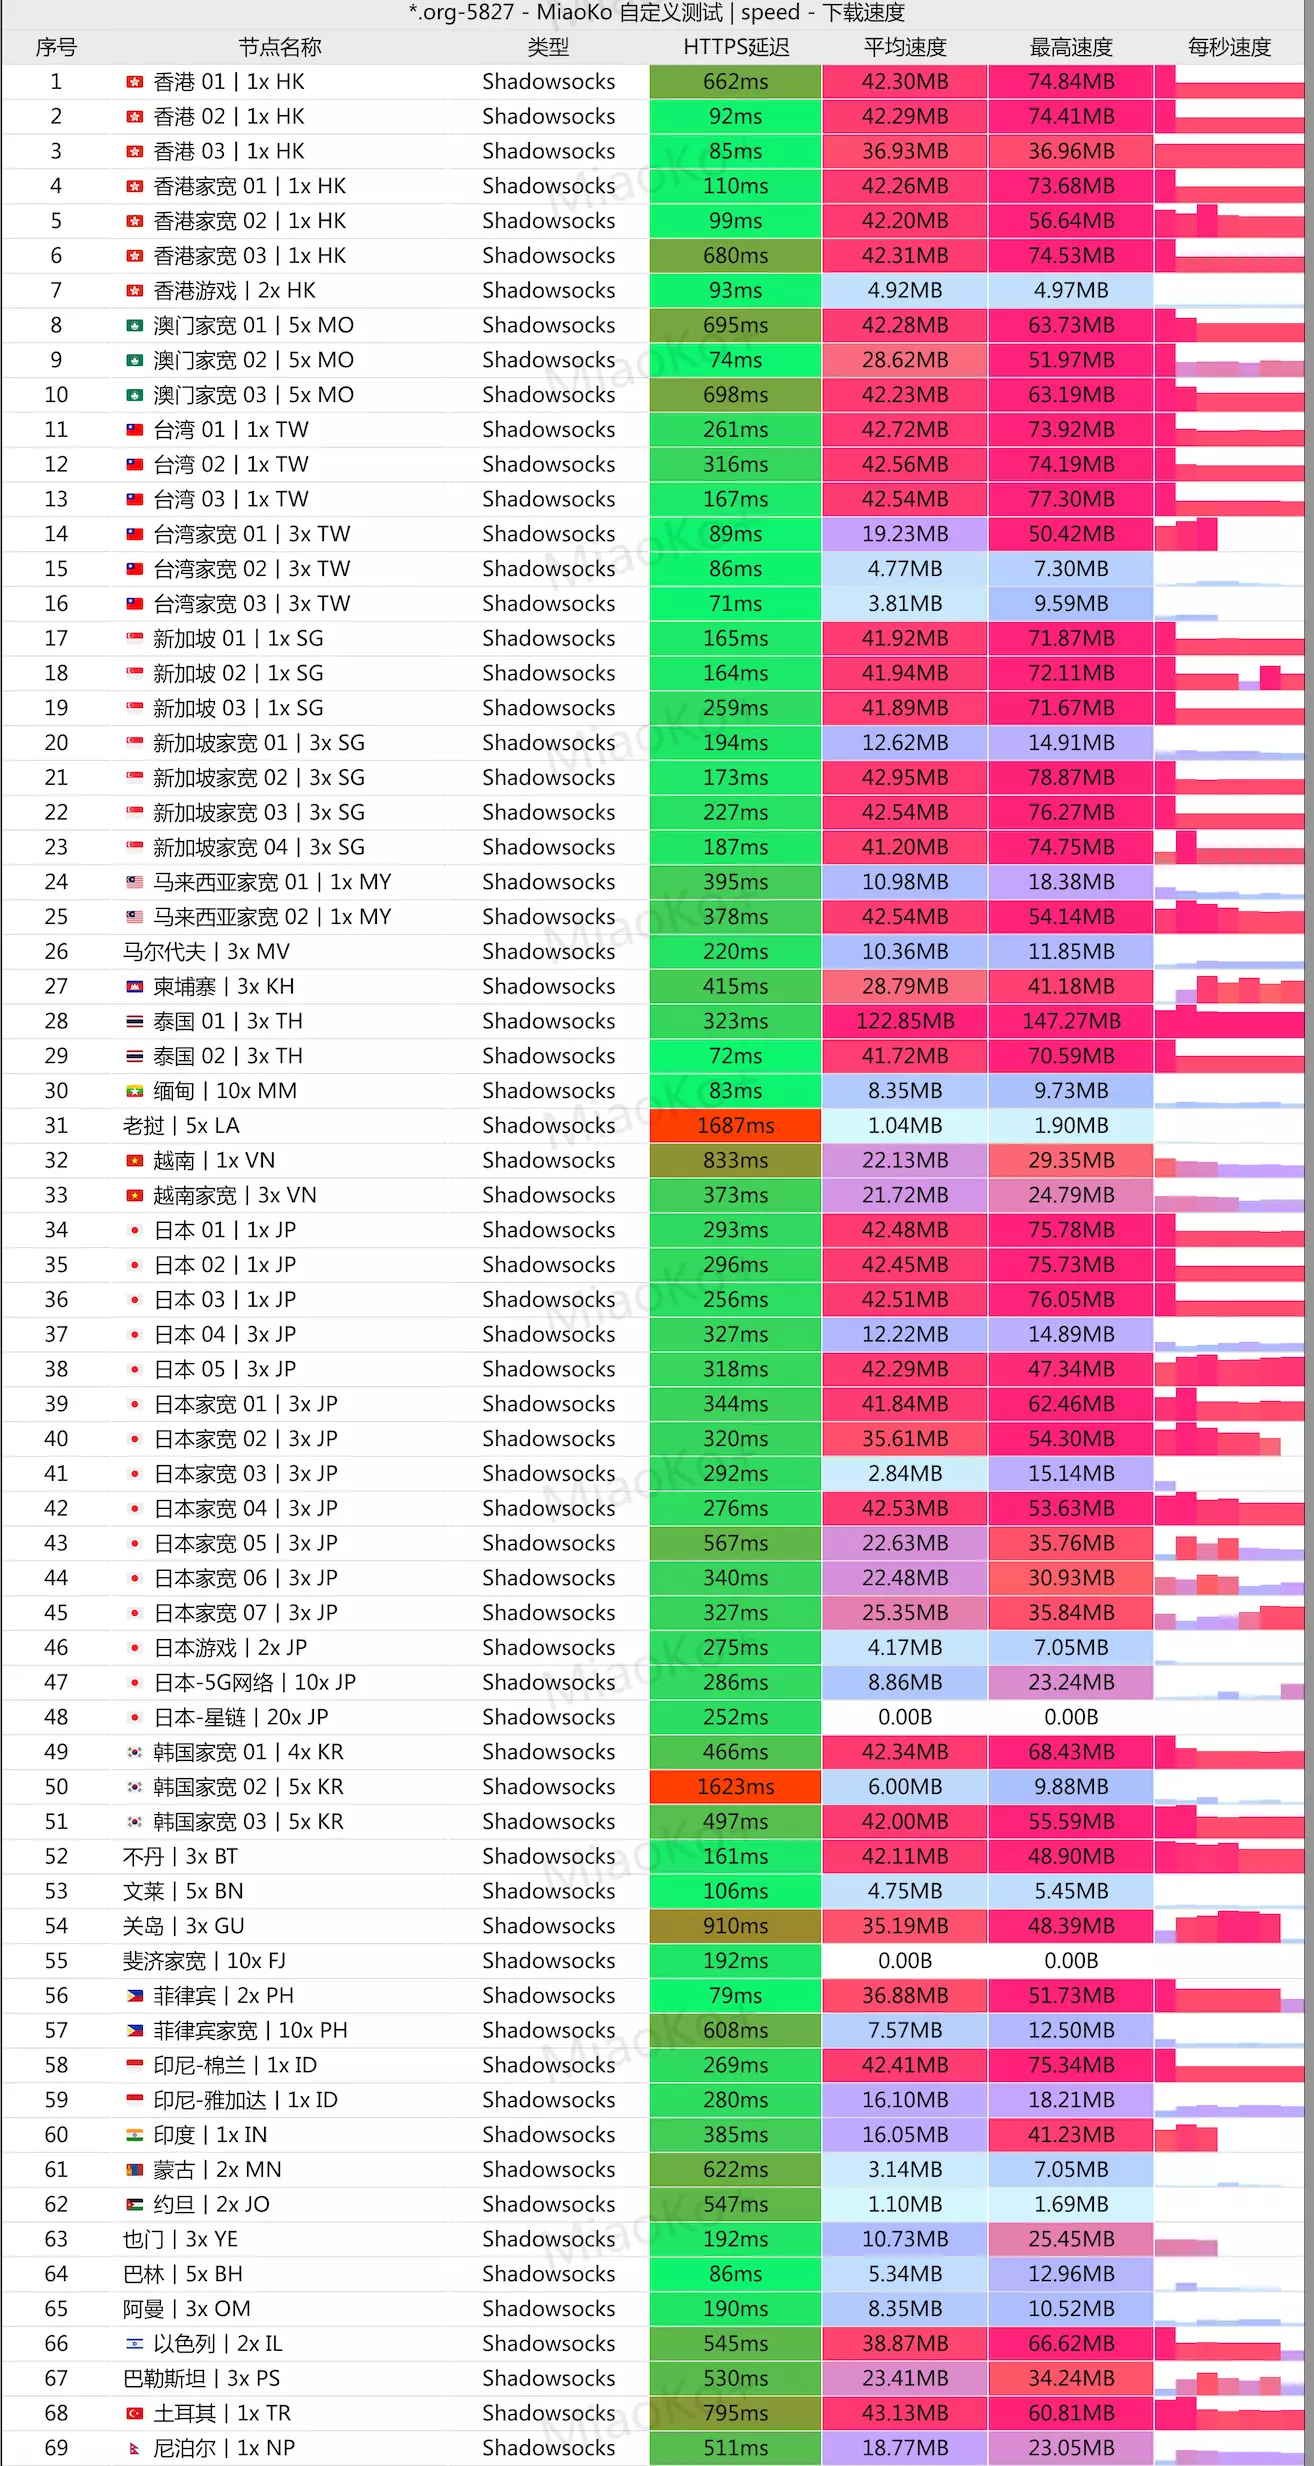 *.org-5827 - MiaoKo 自定义测试 | speed - 下载速度
序号 节点名称 类型 HTTPS延迟 平均速度 最高速度 每秒速度
1 香港 01 | 1x HK Shadowsocks 662ms 42.30MB 74.84MB
2 香港 02 | 1x HK Shadowsocks 92ms 42.29MB 74.41MB
3 香港 03 | 1x HK Shadowsocks 85ms 36.93MB 36.96MB
4 香港家宽 01 | 1x HK Shadowsocks 110ms 42.26MB 73.68MB
5 香港家宽 02 | 1x HK Shadowsocks 99ms 42.20MB 56.64MB
6 香港家宽 03 | 1x HK Shadowsocks 680ms 42.31MB 74.53MB
7 香港游戏 | 2x HK Shadowsocks 93ms 4.92MB 4.97MB
8 澳门家宽 01 | 5x MO Shadowsocks 695ms 42.28MB 63.73MB
9 澳门家宽 02 | 5x MO Shadowsocks 74ms 28.62MB 51.97MB
10 澳门家宽 03 | 5x MO Shadowsocks 698ms 42.23MB 63.19MB
11 台湾 01 | 1x TW Shadowsocks 261ms 42.72MB 73.92MB
12 台湾 02 | 1x TW Shadowsocks 316ms 42.56MB 74.19MB
13 台湾 03 | 1x TW Shadowsocks 167ms 42.54MB 77.30MB
14 台湾家宽 01 | 3x TW Shadowsocks 89ms 19.23MB 50.42MB
15 台湾家宽 02 | 3x TW Shadowsocks 86ms 4.77MB 7.30MB
16 台湾家宽 03 | 3x TW Shadowsocks 71ms 3.81MB 9.59MB
17 新加坡 01 | 1x SG Shadowsocks 165ms 41.92MB 71.87MB
18 新加坡 02 | 1x SG Shadowsocks 164ms 41.94MB 72.11MB
19 新加坡 03 | 1x SG Shadowsocks 259ms 41.89MB 71.67MB
20 新加坡家宽 01 | 3x SG Shadowsocks 194ms 12.62MB 14.91MB
21 新加坡家宽 02 | 3x SG Shadowsocks 173ms 42.95MB 78.87MB
22 新加坡家宽 03 | 3x SG Shadowsocks 227ms 42.54MB 76.27MB
23 新加坡家宽 04 | 3x SG Shadowsocks 187ms 41.20MB 74.75MB
24 马来西亚家宽 01 | 1x MY Shadowsocks 395ms 10.98MB 18.38MB
25 马来西亚家宽 02 | 1x MY Shadowsocks 378ms 42.54MB 54.14MB
26 马尔代夫 | 3x MV Shadowsocks 220ms 10.36MB 11.85MB
27 柬埔寨 | 3x KH Shadowsocks 415ms 28.79MB 41.18MB
28 泰国 01 | 3x TH Shadowsocks 323ms 122.85MB 147.27MB
29 泰国 02 | 3x TH Shadowsocks 72ms 41.72MB 70.59MB
30 缅甸 | 10x MM Shadowsocks 83ms 8.35MB 9.73MB
31 老挝 | 5x LA Shadowsocks 1687ms 1.04MB 1.90MB
32 越南 | 1x VN Shadowsocks 833ms 22.13MB 29.35MB
33 越南家宽 | 3x VN Shadowsocks 373ms 21.72MB 24.79MB
34 日本 01 | 1x JP Shadowsocks 293ms 42.48MB 75.78MB
35 日本 02 | 1x JP Shadowsocks 296ms 42.45MB 75.73MB
36 日本 03 | 1x JP Shadowsocks 256ms 42.51MB 76.05MB
37 日本 04 | 3x JP Shadowsocks 327ms 12.22MB 14.89MB
38 日本 05 | 3x JP Shadowsocks 318ms 42.29MB 47.34MB
39 日本家宽 01 | 3x JP Shadowsocks 344ms 41.84MB 62.46MB
40 日本家宽 02 | 3x JP Shadowsocks 320ms 35.61MB 54.30MB
41 日本家宽 03 | 3x JP Shadowsocks 292ms 2.84MB 15.14MB
42 日本家宽 04 | 3x JP Shadowsocks 276ms 42.53MB 53.63MB
43 日本家宽 05 | 3x JP Shadowsocks 567ms 22.63MB 35.76MB
44 日本家宽 06 | 3x JP Shadowsocks 340ms 22.48MB 30.93MB
45 日本家宽 07 | 3x JP Shadowsocks 327ms 25.35MB 35.84MB
46 日本游戏 | 2x JP Shadowsocks 275ms 4.17MB 7.05MB
47 日本-5G网络 | 10x JP Shadowsocks 286ms 8.86MB 23.24MB
48 日本-星链 | 20x JP Shadowsocks 252ms 0.00B 0.00B
49 韩国家宽 01 | 4x KR Shadowsocks 466ms 42.34MB 68.43MB
50 韩国家宽 02 | 5x KR Shadowsocks 1623ms 6.00MB 9.88MB
51 韩国家宽 03 | 5x KR Shadowsocks 497ms 42.00MB 55.59MB
52 不丹 | 3x BT Shadowsocks 161ms 42.11MB 48.90MB
53 文莱 | 5x BN Shadowsocks 106ms 4.75MB 5.45MB
54 关岛 | 3x GU Shadowsocks 910ms 35.19MB 48.39MB
55 斐济家宽 | 10x FJ Shadowsocks 192ms 0.00B 0.00B
56 菲律宾 | 2x PH Shadowsocks 79ms 36.88MB 51.73MB
57 菲律宾家宽 | 10x PH Shadowsocks 608ms 7.57MB 12.50MB
58 印尼-棉兰 | 1x ID Shadowsocks 269ms 42.41MB 75.34MB
59 印尼-雅加达 | 1x ID Shadowsocks 280ms 16.10MB 18.21MB
60 印度 | 1x IN Shadowsocks 385ms 16.05MB 41.23MB
61 蒙古 | 2x MN Shadowsocks 622ms 3.14MB 7.05MB
62 约旦 | 2x JO Shadowsocks 547ms 1.10MB 1.69MB
63 也门 | 3x YE Shadowsocks 192ms 10.73MB 25.45MB
64 巴林 | 5x BH Shadowsocks 86ms 5.34MB 12.96MB
65 阿曼 | 3x OM Shadowsocks 190ms 8.35MB 10.52MB
66 以色列 | 2x IL Shadowsocks 545ms 38.87MB 66.62MB
67 巴勒斯坦 | 3x PS Shadowsocks 530ms 23.41MB 34.24MB
68 土耳其 | 1x TR Shadowsocks 795ms 43.13MB 60.81MB
69 尼泊尔 | 1x NP Shadowsocks 511ms 18.77MB 23.05MB